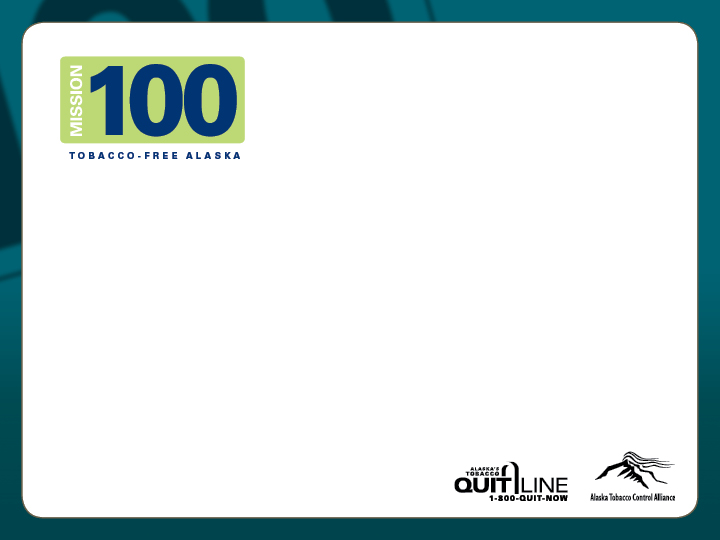 MISSION
100
TOBACCO-FREE ALASKA
ALASKA'S
TOBACCO
QUIT LINE
1-800-QUIT-NOW
Alaska Tobacco Control Alliance